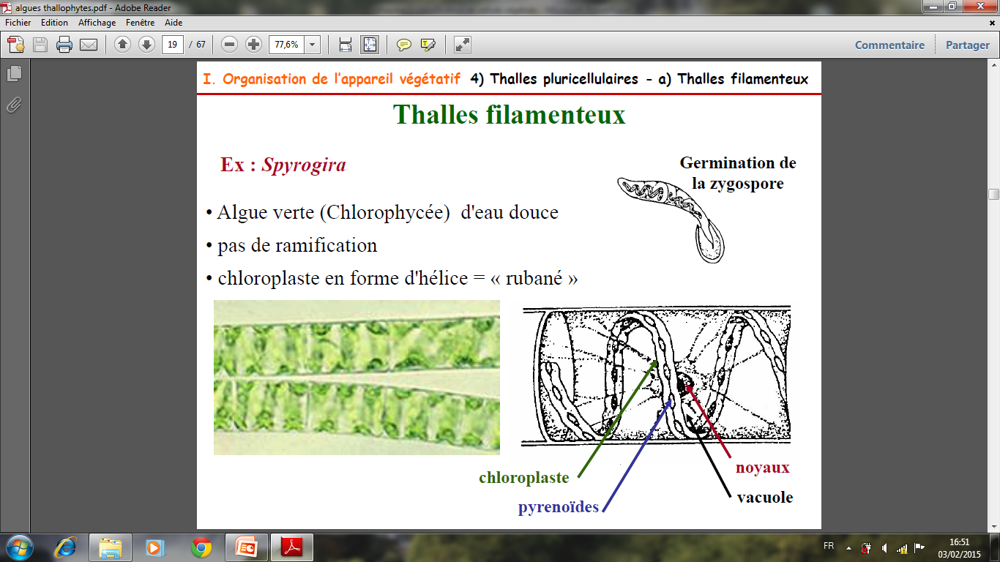 algues thallophytes.pdf - Adobe Reader
Fichier Edition Affichage Fenêtre Aide
19 / 67 77,6% Commentaire Partager
I. Organisation de l'appareil végétatif 4) Thalles pluricellulaires - a) Thalles filamenteux
Thalles filamenteux
Ex : Spyrogira
Germination de
la zygospore
• Algue verte (Chlorophycée) d'eau douce
• pas de ramification
• chloroplaste en forme d'hélice = « rubané »
noyaux
chloroplaste
vacuole
pyrenoïdes
FR
16:51
03/02/2015